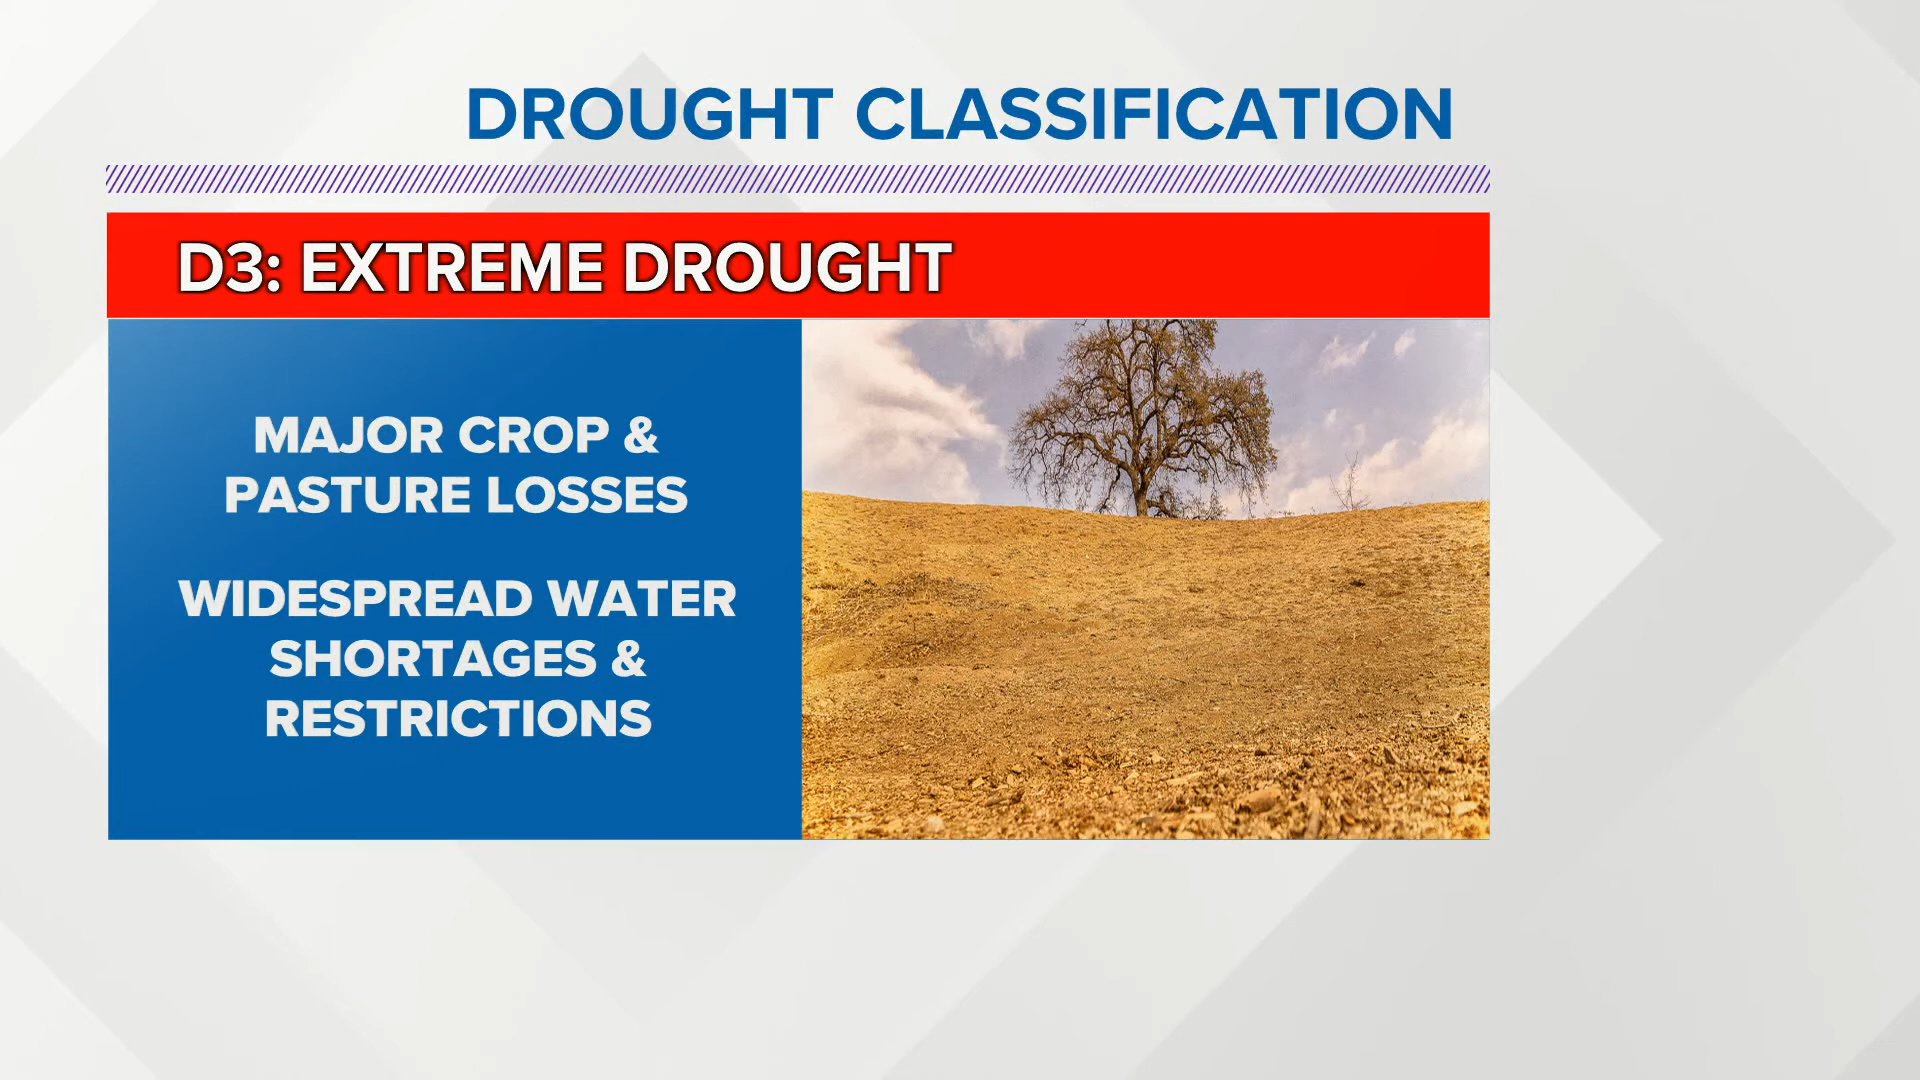 DROUGHT CLASSIFICATION
D3: EXTREME DROUGHT
MAJOR CROP &
PASTURE LOSSES
WIDESPREAD WATER
SHORTAGES &
RESTRICTIONS